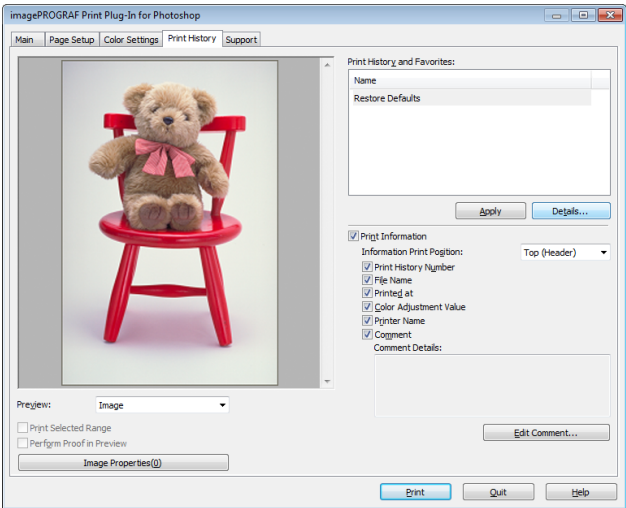 imagePROGRAF Print Plug-In for Photoshop
Main Page Setup Color Settings Print History Support
Print History and Favorites:
Name
Restore Defaults
Apply Details...
Print Information
Information Print Position: Top (Header)
Print History Number
File Name
Printed at
Color Adjustment Value
Printer Name
Comment
Comment Details:
Preview: Image
Print Selected Range
Perform Proof in Preview
Edit Comment...
Image Properties(0)
Print Quit Help